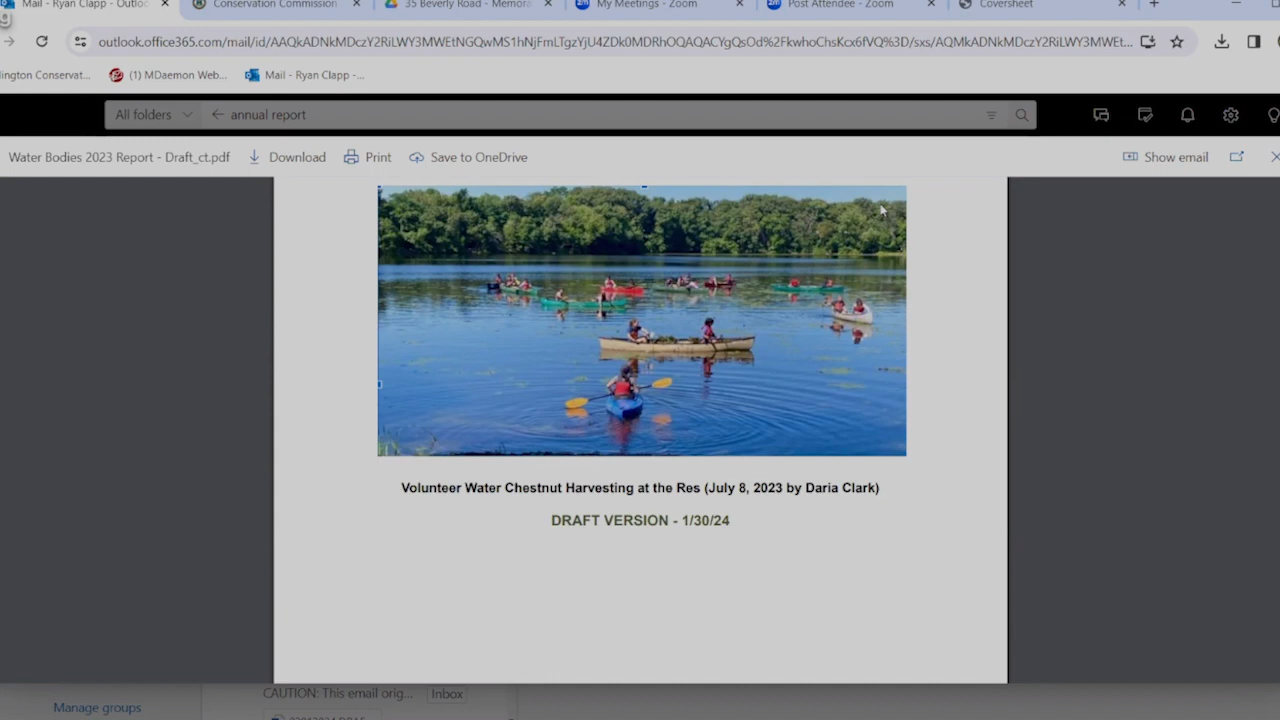 Mail - Ryan Clapp - Outlo
Conservation Commission
35 Beverly Road - Memora
My Meetings - Zoom
Post Attendee - Zoom
Coversheet
outlook.office365.com/mail/id/AAQkADNkMDczY2RiLWY3MWEtNGQwMS1hNjFmLTgzYjU4ZDk0MDRhOQAQACYgQsOd%2FkwhoChsKcx6fVQ%3D/sxs/AQMkADNkMDczY2RiLWY3MWEt...
lington Conservat...
(1) MDaemon Web...
Mail - Ryan Clapp -...
All folders
annual report
Water Bodies 2023 Report - Draft_ct.pdf
Download
Print
Save to OneDrive
Show email
Volunteer Water Chestnut Harvesting at the Res (July 8, 2023 by Daria Clark)
DRAFT VERSION - 1/30/24
CAUTION: This email orig...
Inbox
Manage groups